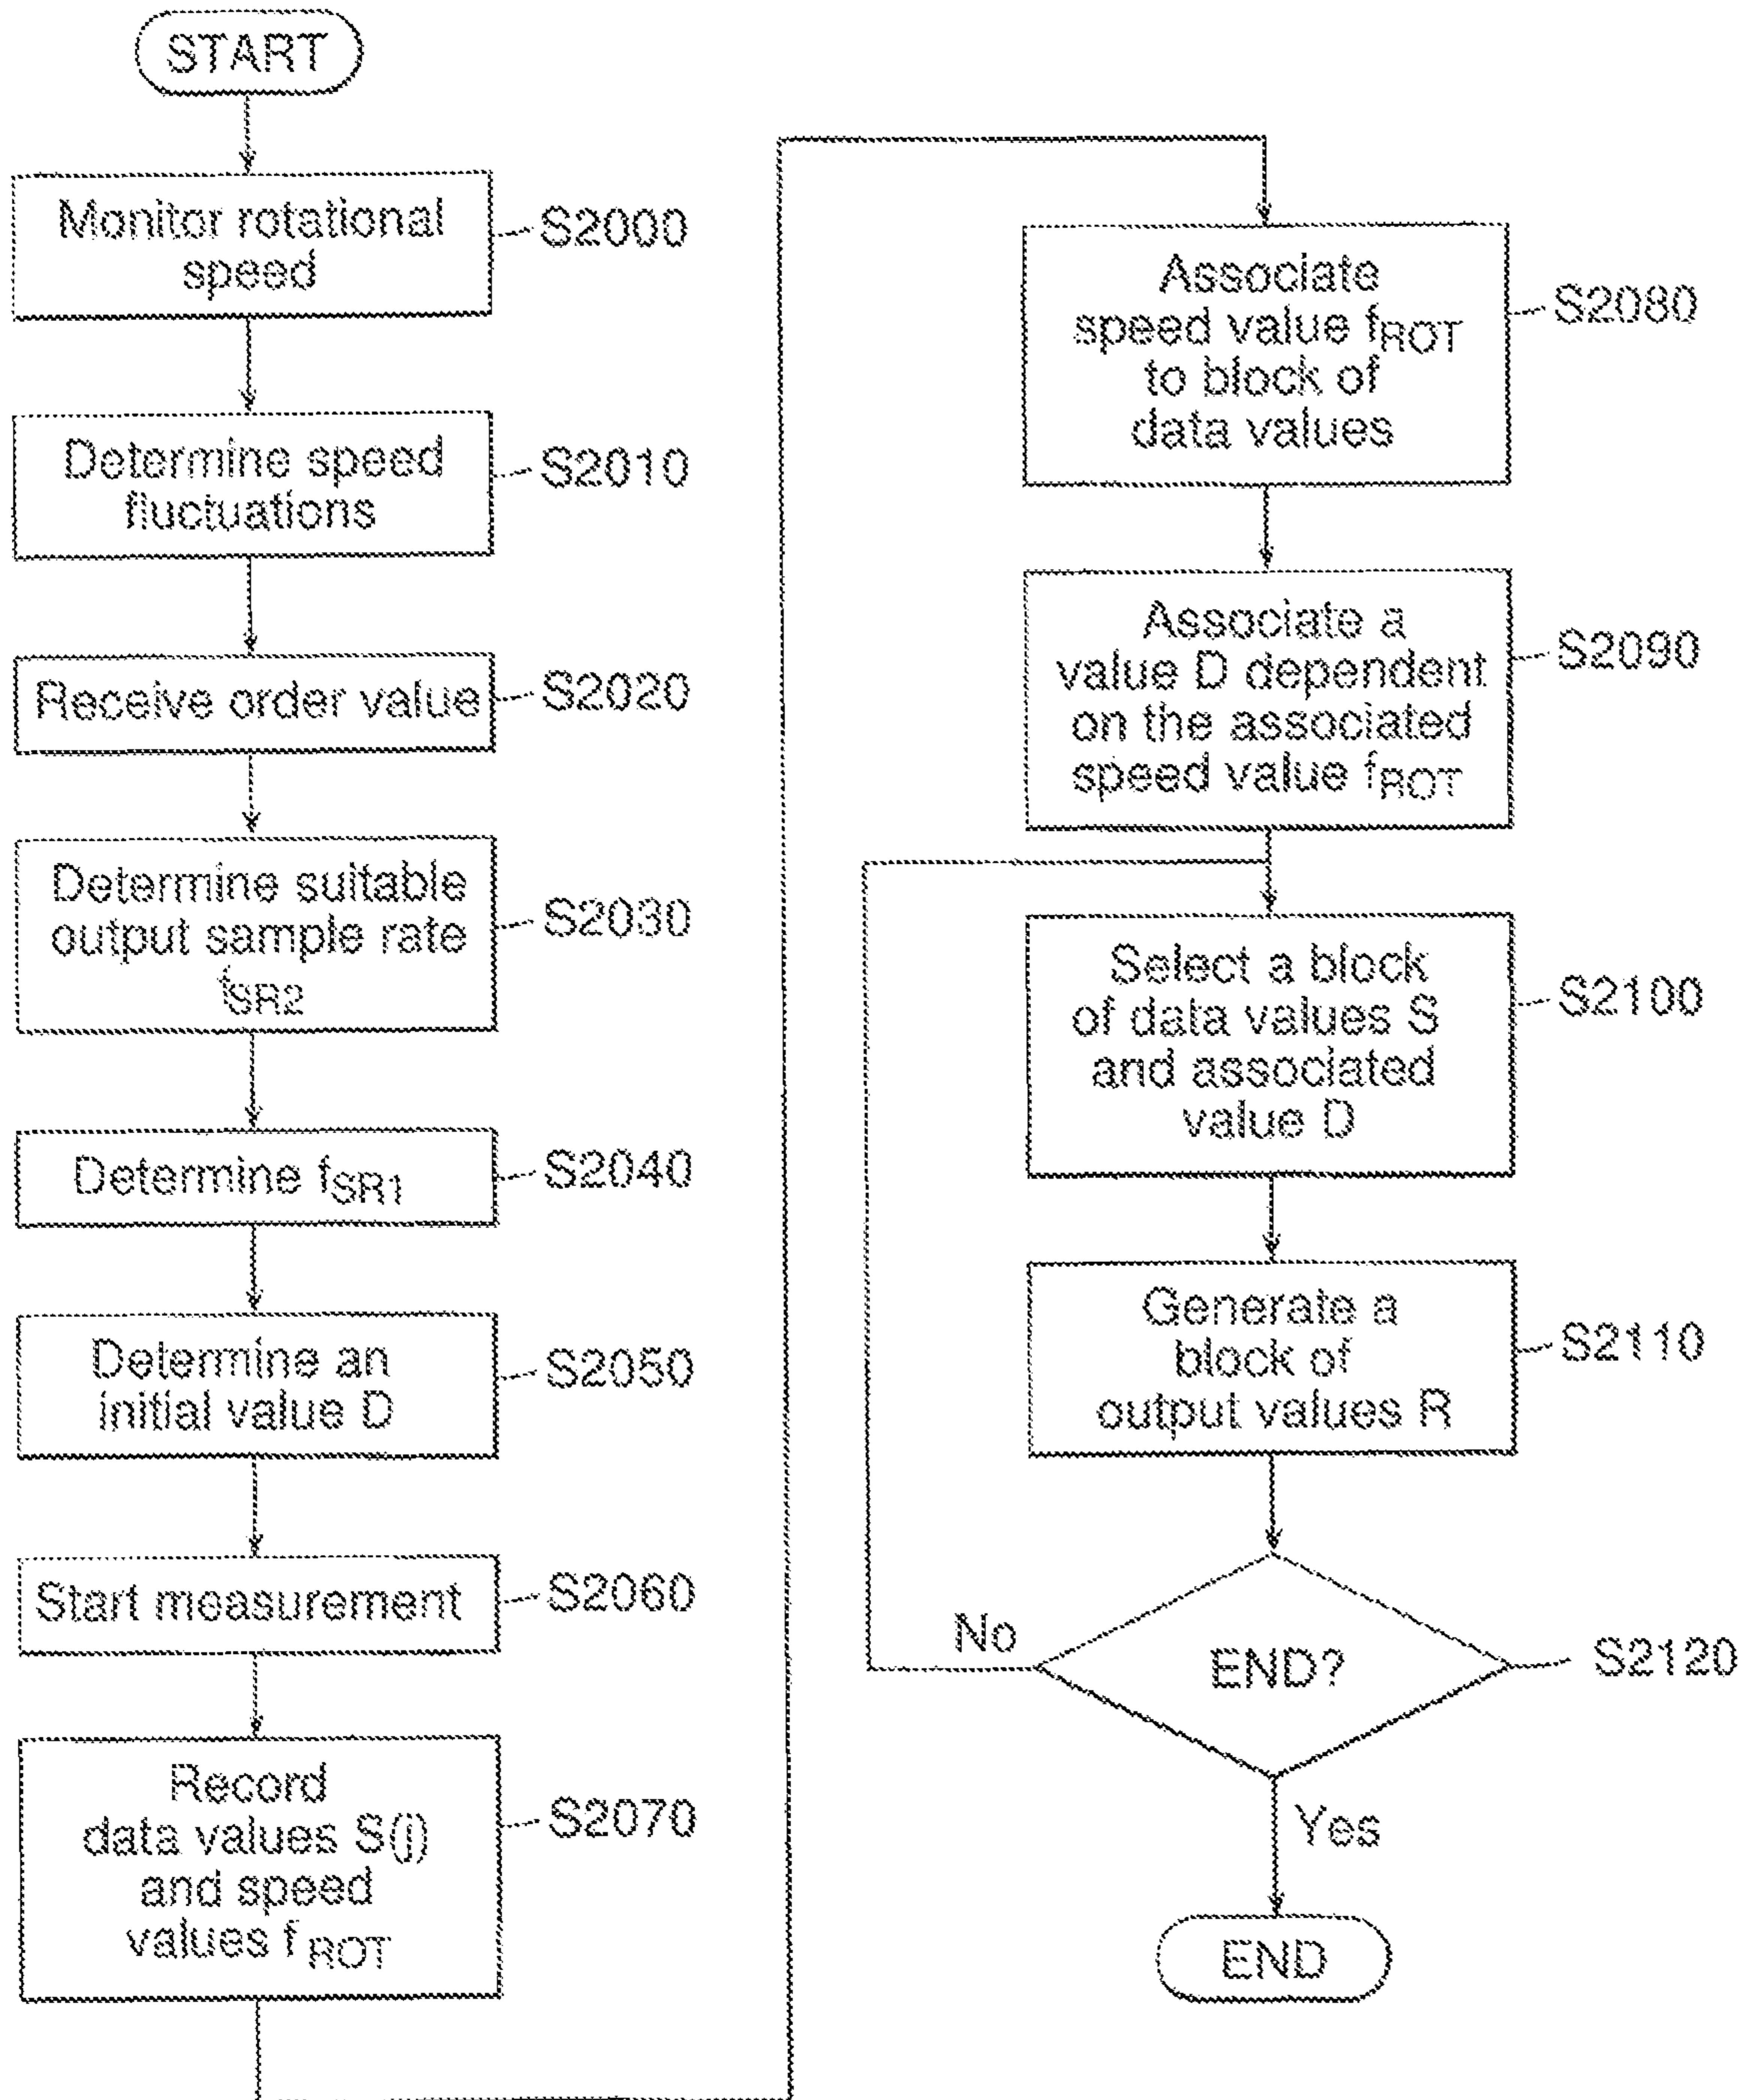 START
Monitor rotational
speed
S2000
Determine speed
fluctuations
S2010
Receive order value
S2020
Determine suitable
output sample rate
fSR2
S2030
Determine fSR1
S2040
Determine an
initial value D
S2050
Start measurement
S2060
Record
data values S(j)
and speed
values fROT
S2070
Associate
speed value fROT
to block of
data values
S2080
Associate a
value D dependent
on the associated
speed value fROT
S2090
Select a block
of data values S
and associated
value D
S2100
Generate a
block of
output values R
S2110
END?
S2120
No
Yes
END